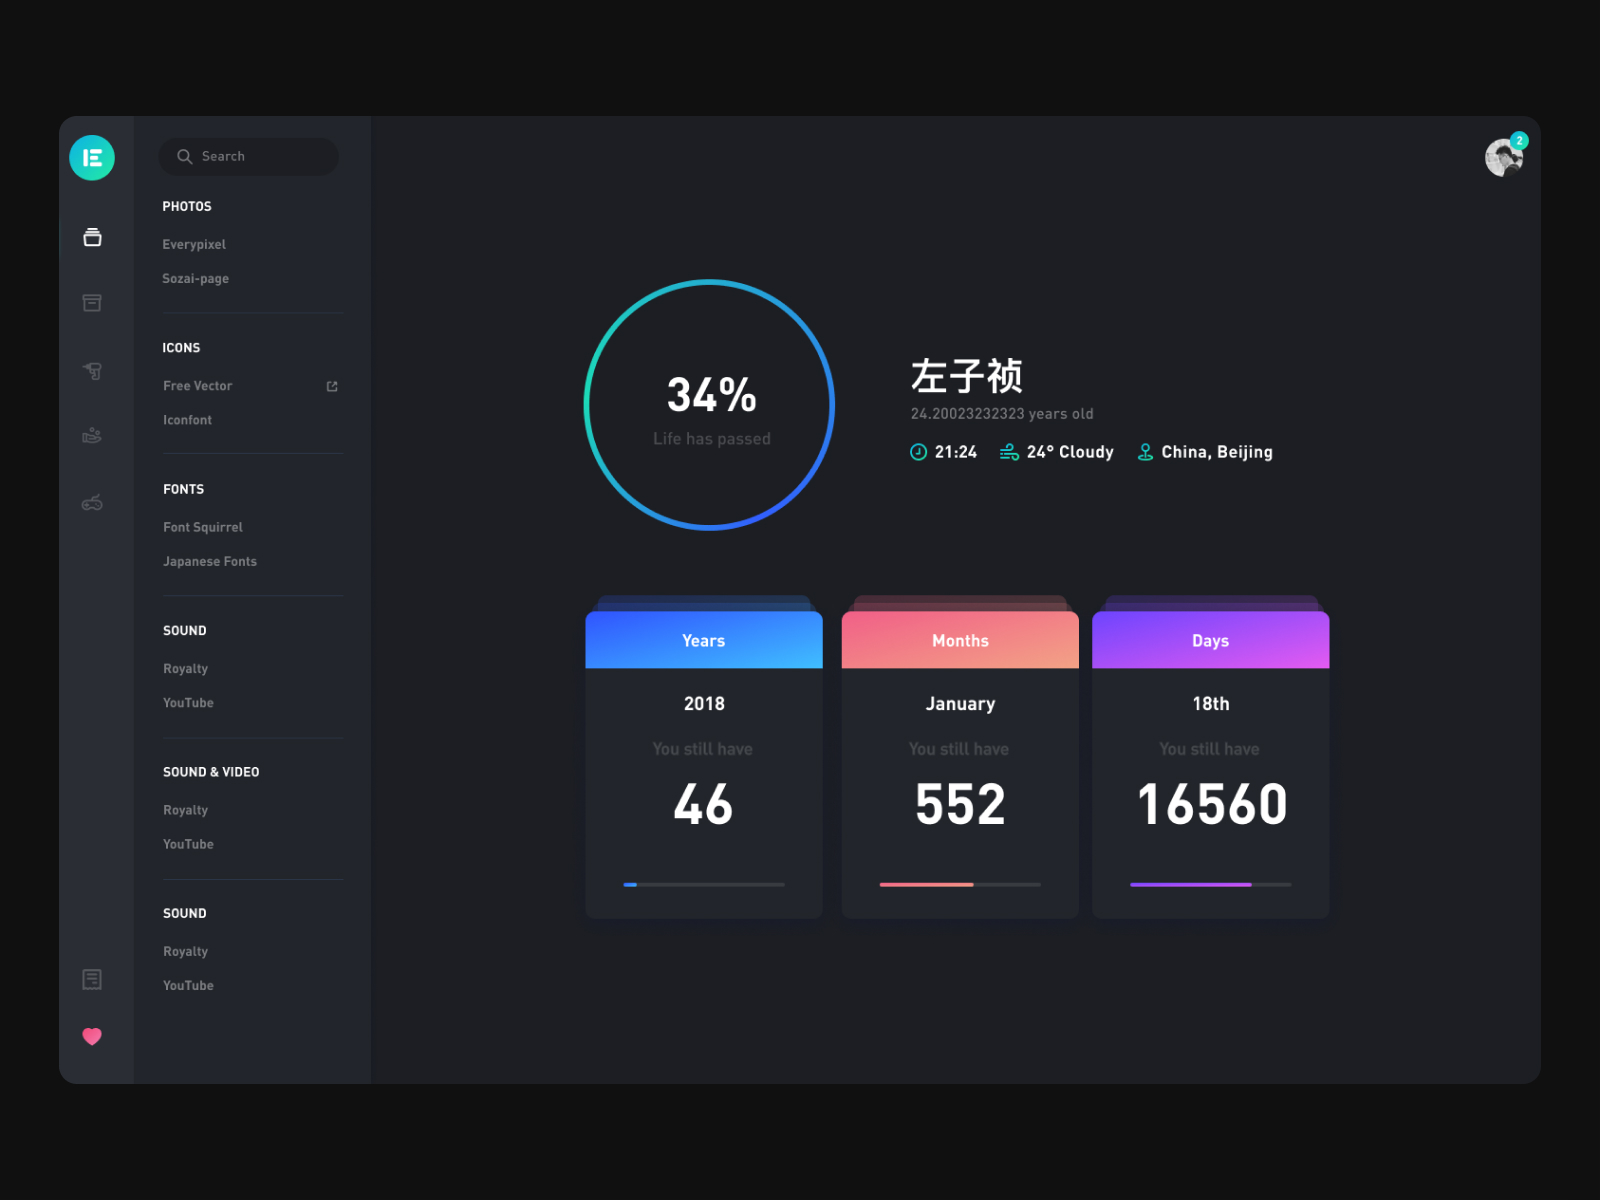 Search
PHOTOS
Everypixel
Sozai-page
ICONS
Free Vector
Iconfont
FONTS
Font Squirrel
Japanese Fonts
SOUND
Royalty
YouTube
SOUND & VIDEO
Royalty
YouTube
SOUND
Royalty
YouTube
2
34%
Life has passed
左子祯
24.20023232323 years old
21:24 24° Cloudy China, Beijing
Years
2018
You still have
46
Months
January
You still have
552
Days
18th
You still have
16560